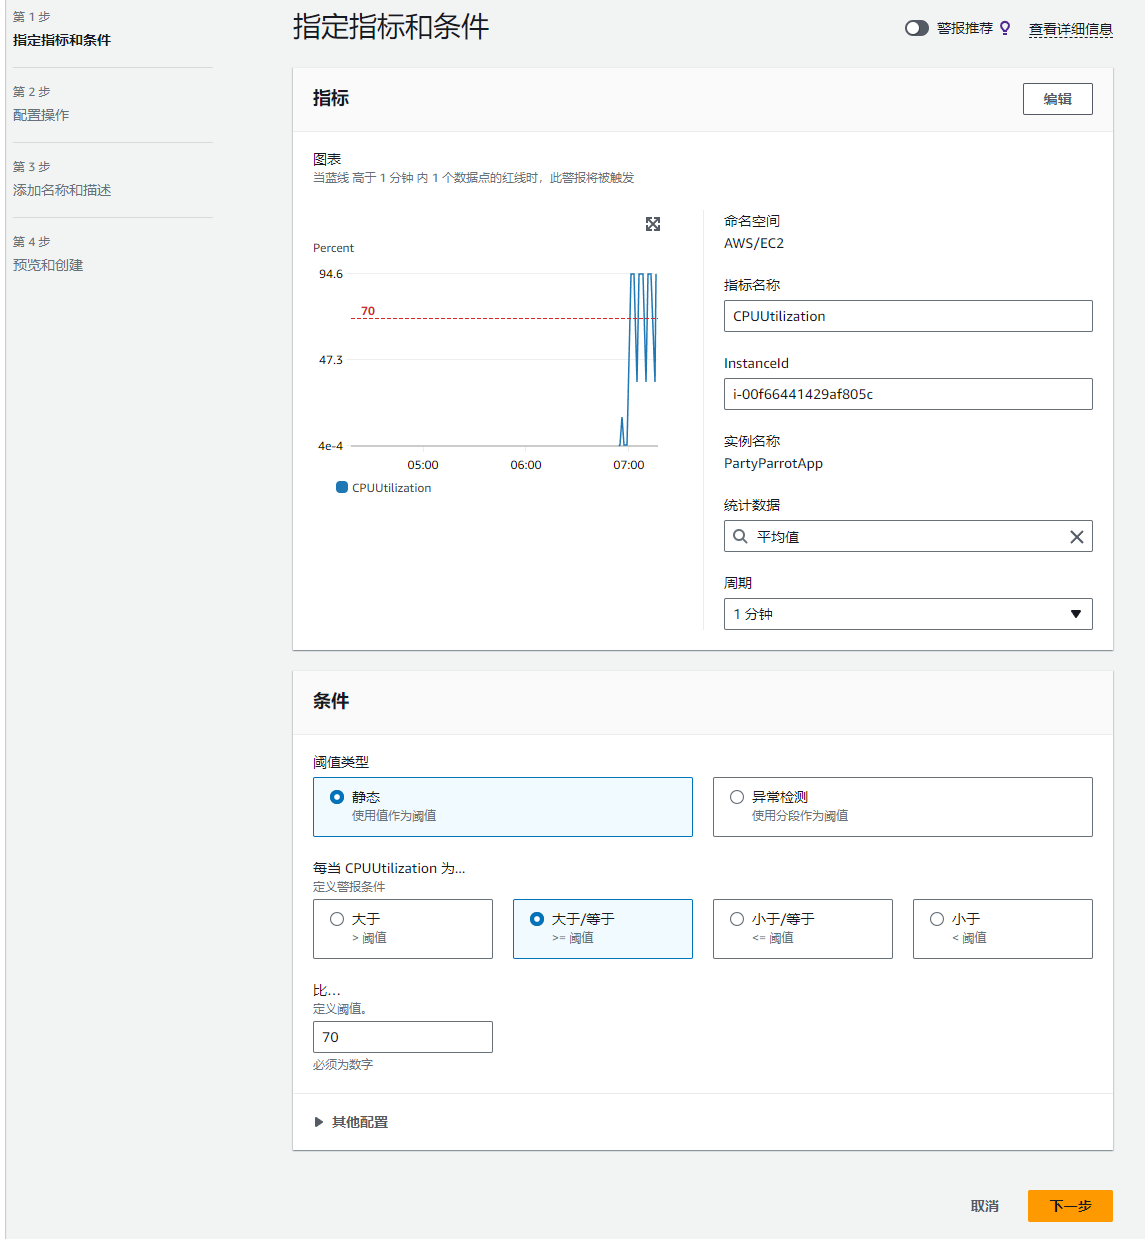 第 1 步
指定指标和条件
第 2 步
配置操作
第 3 步
添加名称和描述
第 4 步
预览和创建
指定指标和条件
警报推荐
查看详细信息
指标
编辑
图表
当蓝线 高于 1 分钟 内 1 个数据点的红线时，此警报将被触发
Percent
94.6
70
47.3
4e-4
05:00
06:00
07:00
CPUUtilization
命名空间
AWS/EC2
指标名称
CPUUtilization
InstanceId
i-00f66441429af805c
实例名称
PartyParrotApp
统计数据
平均值
周期
1 分钟
条件
阈值类型
静态
使用值作为阈值
异常检测
使用分段作为阈值
每当 CPUUtilization 为...
定义警报条件
大于
> 阈值
大于/等于
>= 阈值
小于/等于
<= 阈值
小于
< 阈值
比...
定义阈值。
70
必须为数字
其他配置
取消
下一步